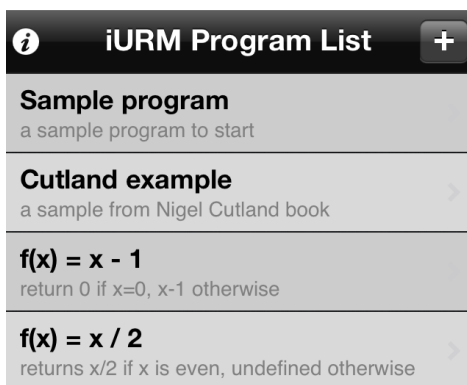 iURM Program List
Sample program
a sample program to start
Cutland example
a sample from Nigel Cutland book
f(x) = x - 1
return 0 if x=0, x-1 otherwise
f(x) = x / 2
returns x/2 if x is even, undefined otherwise